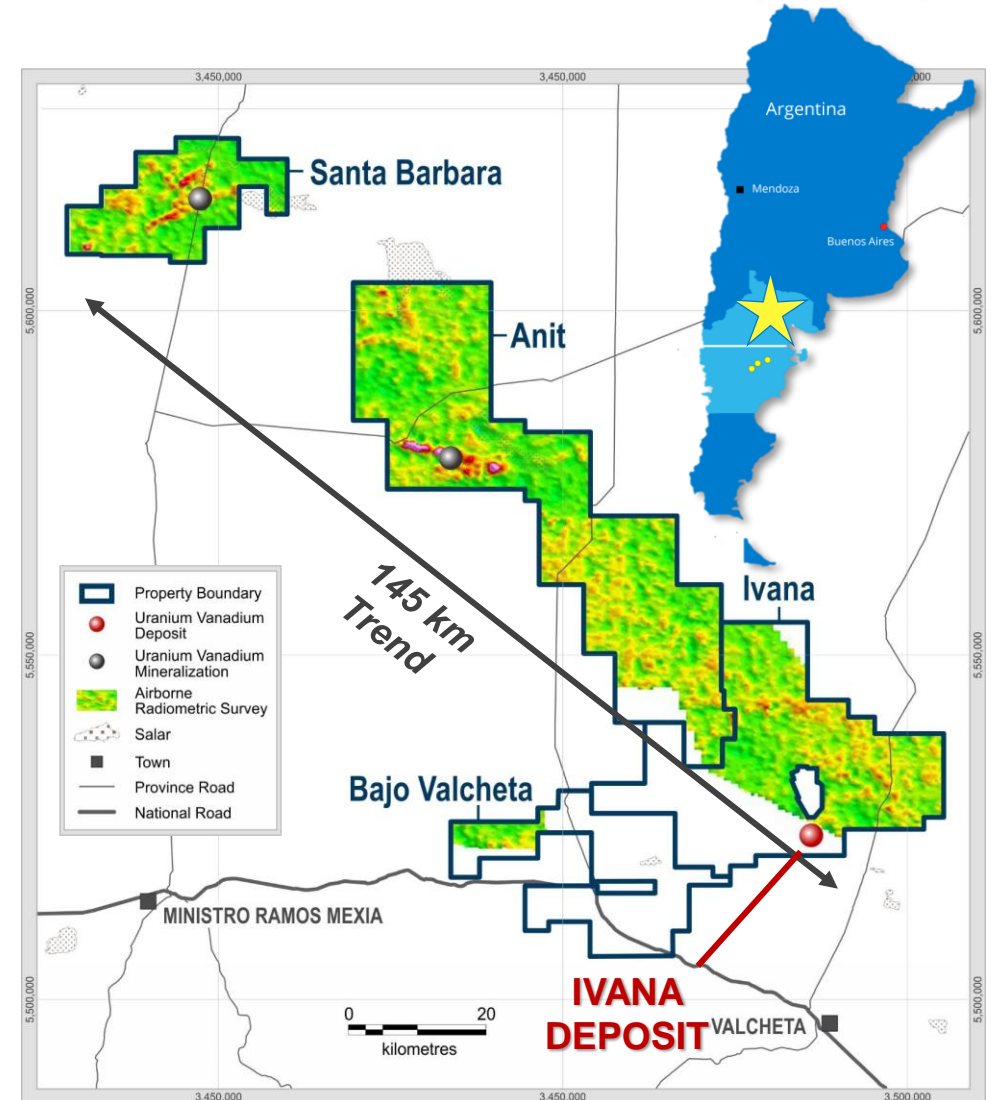 3,450,000
3,450,000
,000
Argentina
Mendoza
Buenos Aires
Santa Barbara
5,600,000
5,600,000
Anit
145 km
Trend
Ivana
Property Boundary
Uranium Vanadium
Deposit
Uranium Vanadium
Mineralization
Airborne
Radiometric Survey
Salar
Town
Province Road
National Road
5,550,000
5,550,000
Bajo Valcheta
MINISTRO RAMOS MEXIA
IVANA
DEPOSIT
VALCHETA
0 20
kilometres
5,500,000
5,500,000
3,450,000
3,450,000
3,500,000